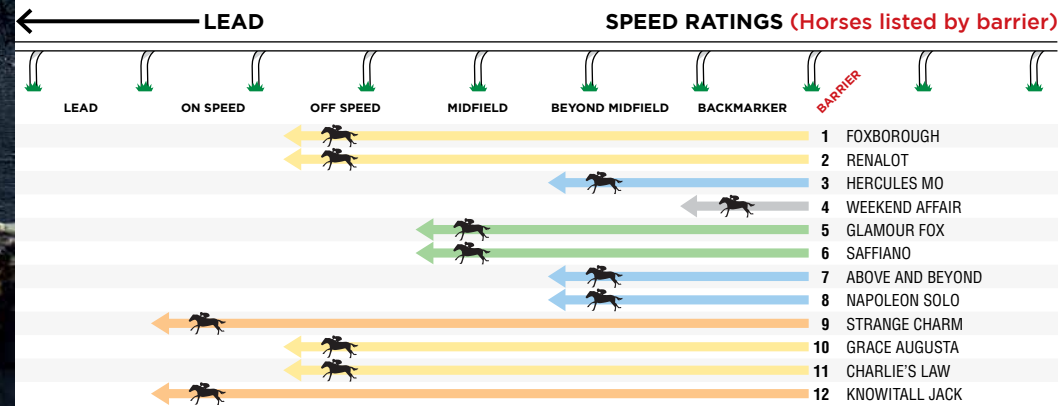 LEAD SPEED RATINGS (Horses listed by barrier)
LEAD ON SPEED OFF SPEED MIDFIELD BEYOND MIDFIELD BACKMARKER BARRIER
1 FOXBOROUGH
2 RENALOT
3 HERCULES MO
4 WEEKEND AFFAIR
5 GLAMOUR FOX
6 SAFFIANO
7 ABOVE AND BEYOND
8 NAPOLEON SOLO
9 STRANGE CHARM
10 GRACE AUGUSTA
11 CHARLIE'S LAW
12 KNOWITALL JACK